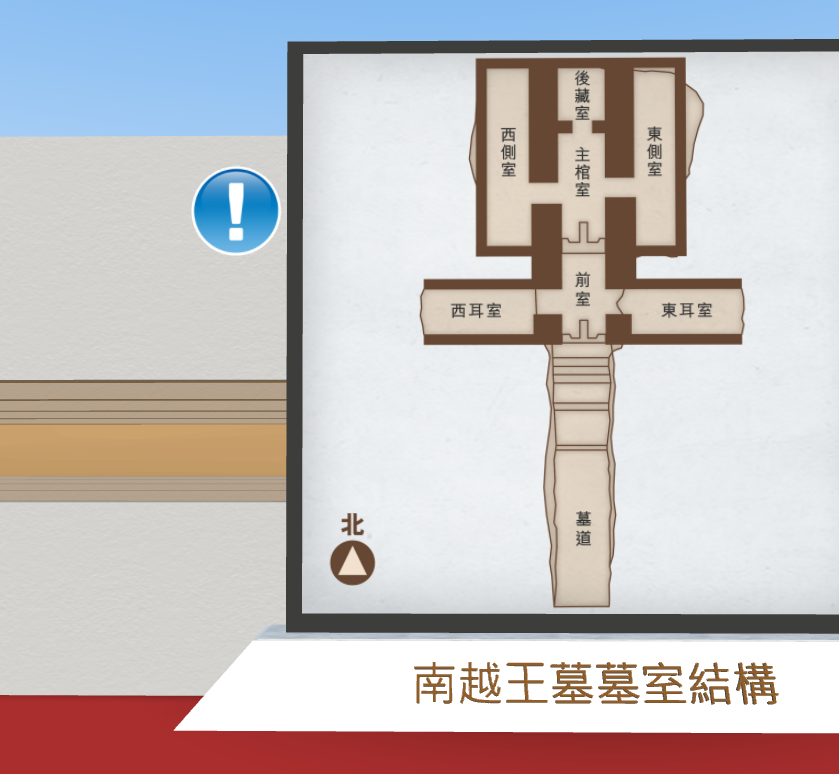 後藏室
西側室
主棺室
東側室
前室
西耳室
東耳室
墓道
北
南越王墓墓室結構